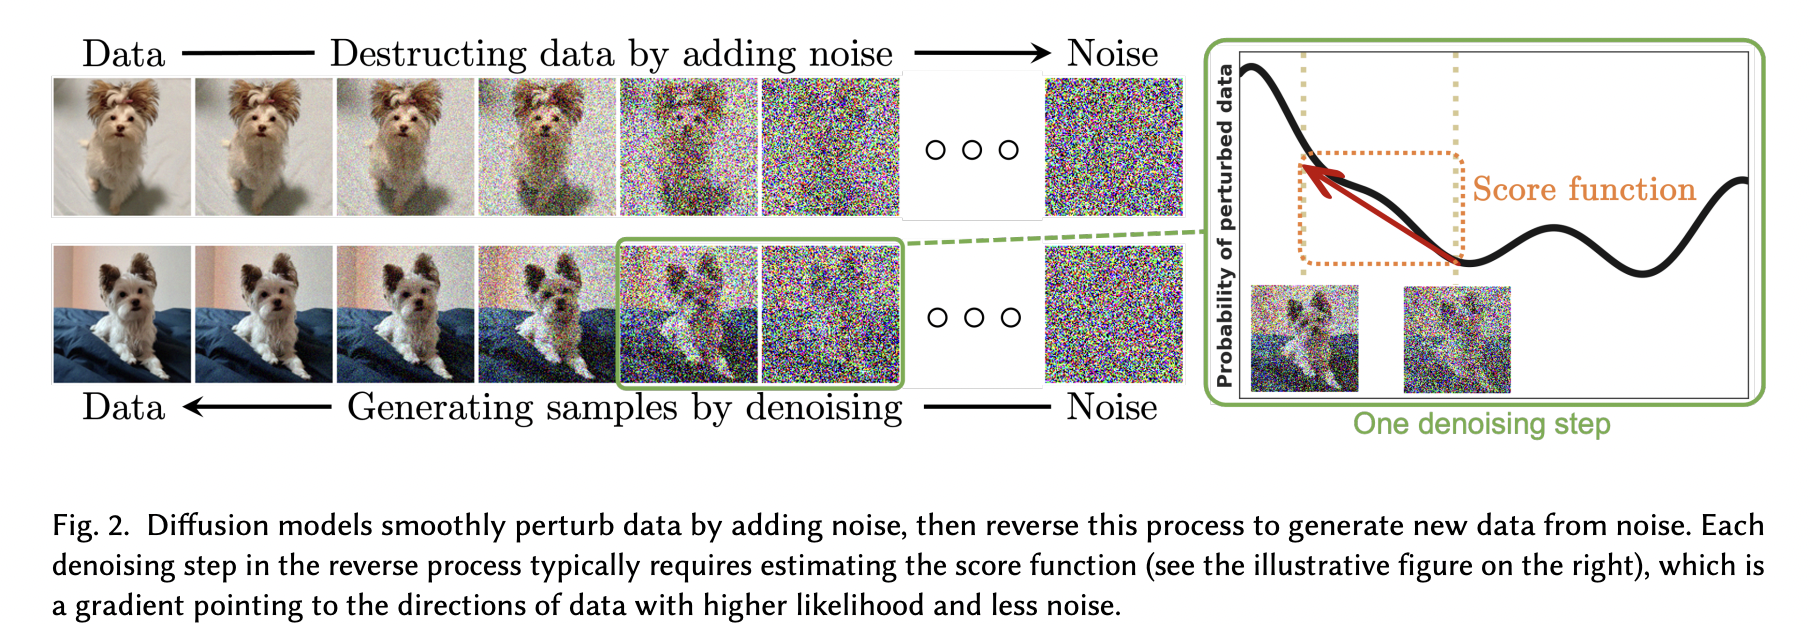 Data Destructing data by adding noise Noise
Probability of perturbed data
Score function
Data Generating samples by denoising Noise
One denoising step
Fig. 2. Diffusion models smoothly perturb data by adding noise, then reverse this process to generate new data from noise. Each
denoising step in the reverse process typically requires estimating the score function (see the illustrative figure on the right), which is
a gradient pointing to the directions of data with higher likelihood and less noise.